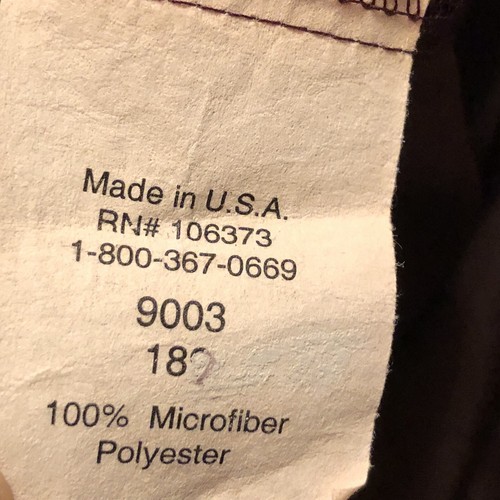 Made in U.S.A.
RN# 106373
1-800-367-0669
9003
18
100% Microfiber
Polyester